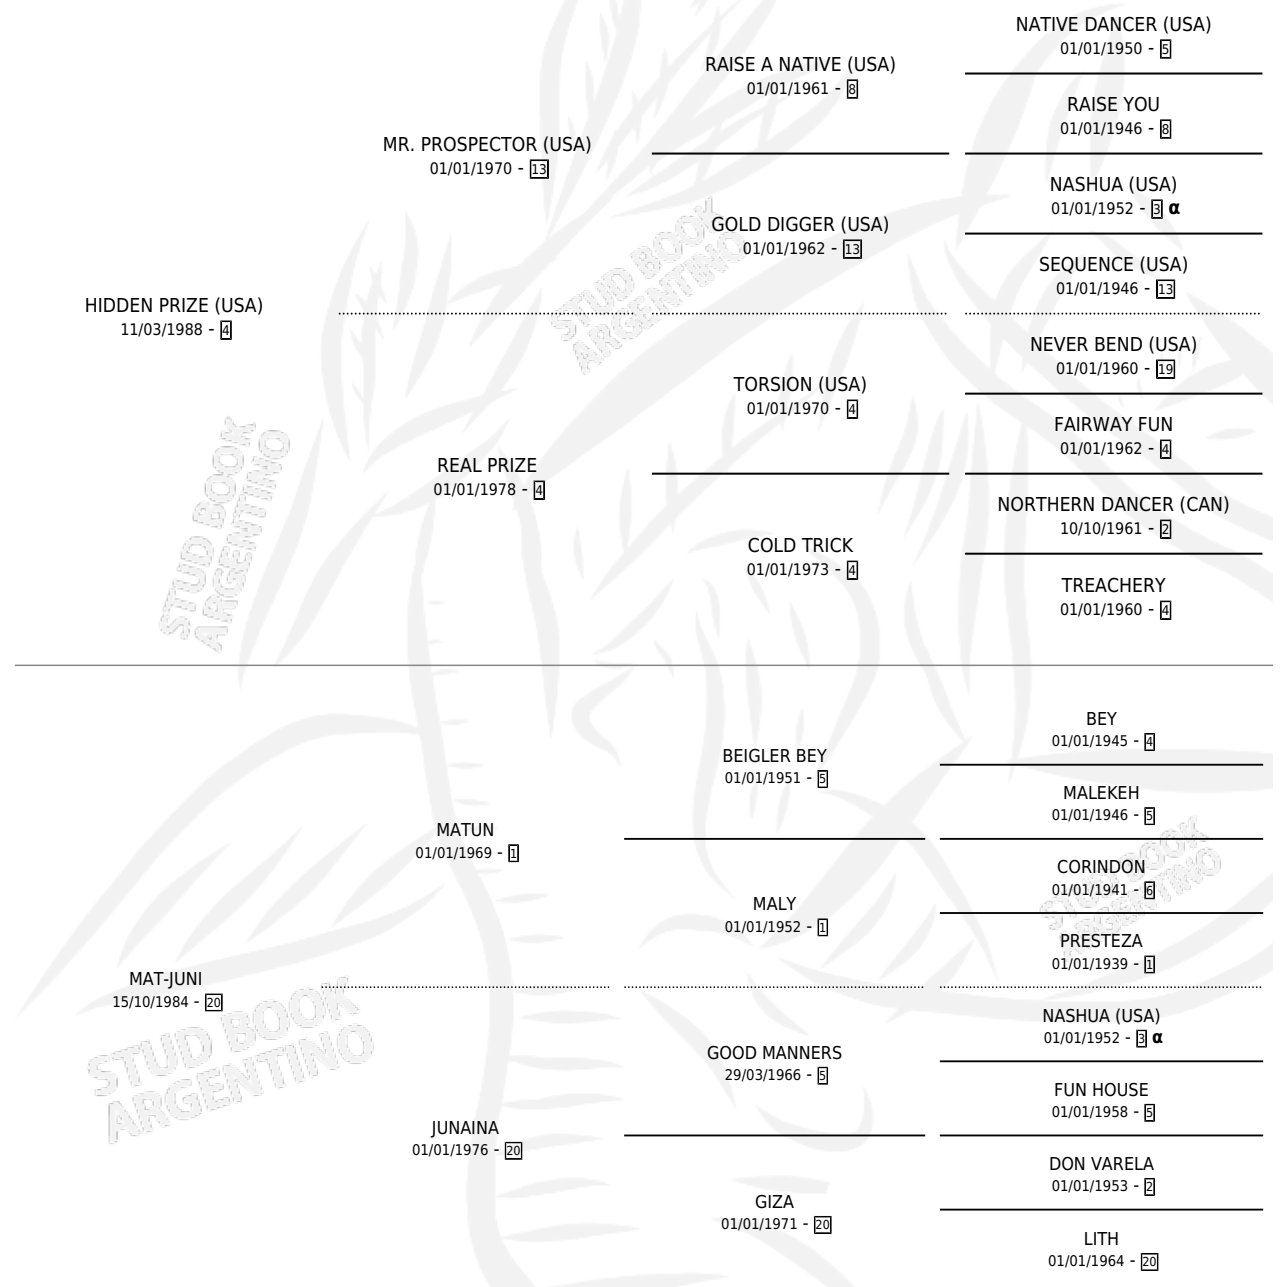 NATIVE DANCER (USA)
01/01/1950 - 5
RAISE A NATIVE (USA)
01/01/1961 - 8
RAISE YOU
01/01/1946 - 8
MR. PROSPECTOR (USA)
01/01/1970 - 13
NASHUA (USA)
01/01/1952 - 3 α
GOLD DIGGER (USA)
01/01/1962 - 13
SEQUENCE (USA)
01/01/1946 - 13
HIDDEN PRIZE (USA)
11/03/1988 - 4
NEVER BEND (USA)
01/01/1960 - 19
TORSION (USA)
01/01/1970 - 4
FAIRWAY FUN
01/01/1962 - 4
REAL PRIZE
01/01/1978 - 4
NORTHERN DANCER (CAN)
10/10/1961 - 2
COLD TRICK
01/01/1973 - 4
TREACHERY
01/01/1960 - 4
BEY
01/01/1945 - 4
BEIGLER BEY
01/01/1951 - 5
MALEKEH
01/01/1946 - 5
MATUN
01/01/1969 - 1
CORINDON
01/01/1941 - 6
MALY
01/01/1952 - 1
PRESTEZA
01/01/1939 - 1
MAT-JUNI
15/10/1984 - 20
NASHUA (USA)
01/01/1952 - 3 α
GOOD MANNERS
29/03/1966 - 5
FUN HOUSE
01/01/1958 - 5
JUNAINA
01/01/1976 - 20
DON VARELA
01/01/1953 - 2
GIZA
01/01/1971 - 20
LITH
01/01/1964 - 20
STUD BOOK
ARGENTINO
STUD BOOK
ARGENTINO
STUD BOOK
ARGENTINO
STUD BOOK
ARGENTINO